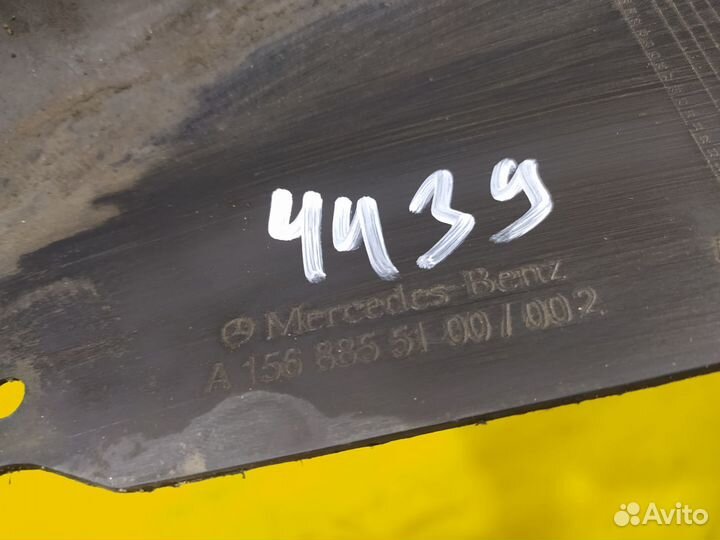 4439
Mercedes-Benz
A 156 885 51 00 / 002
Avito